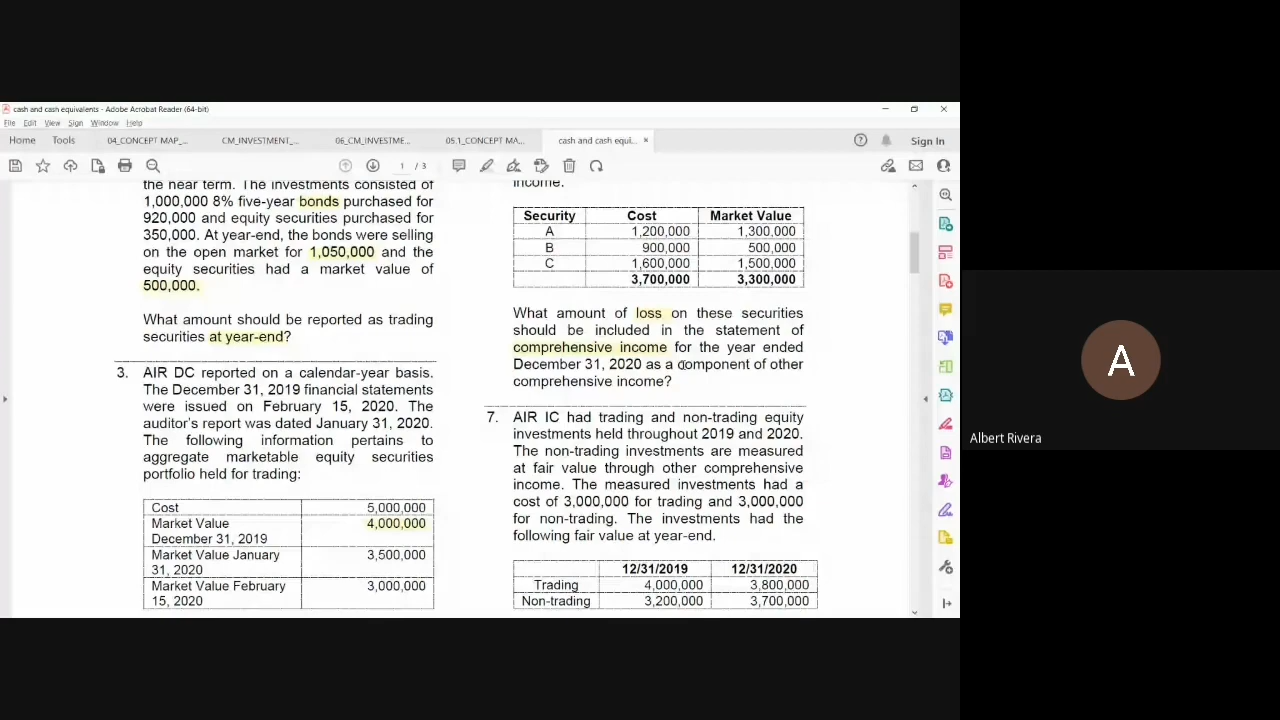 cash and cash equivalents - Adobe Acrobat Reader (64-bit)
File Edit View Sign Window Help
Home Tools 04_CONCEPT MAP_... CM_INVESTMENT_... 06_CM_INVESTME... 05.1_CONCEPT MA... cash and cash equi... × Sign In
1 / 3
the near term. The investments consisted of
1,000,000 8% five-year bonds purchased for
920,000 and equity securities purchased for
350,000. At year-end, the bonds were selling
on the open market for 1,050,000 and the
equity securities had a market value of
500,000.
What amount should be reported as trading
securities at year-end?
3. AIR DC reported on a calendar-year basis.
The December 31, 2019 financial statements
were issued on February 15, 2020. The
auditor's report was dated January 31, 2020.
The following information pertains to
aggregate marketable equity securities
portfolio held for trading:
Cost 5,000,000
Market Value 4,000,000
December 31, 2019
Market Value January 3,500,000
31, 2020
Market Value February 3,000,000
15, 2020
income.
Security Cost Market Value
A 1,200,000 1,300,000
B 900,000 500,000
C 1,600,000 1,500,000
3,700,000 3,300,000
What amount of loss on these securities
should be included in the statement of
comprehensive income for the year ended
December 31, 2020 as a component of other
comprehensive income?
7. AIR IC had trading and non-trading equity
investments held throughout 2019 and 2020.
The non-trading investments are measured
at fair value through other comprehensive
income. The measured investments had a
cost of 3,000,000 for trading and 3,000,000
for non-trading. The investments had the
following fair value at year-end.
12/31/2019 12/31/2020
Trading 4,000,000 3,800,000
Non-trading 3,200,000 3,700,000
A
Albert Rivera